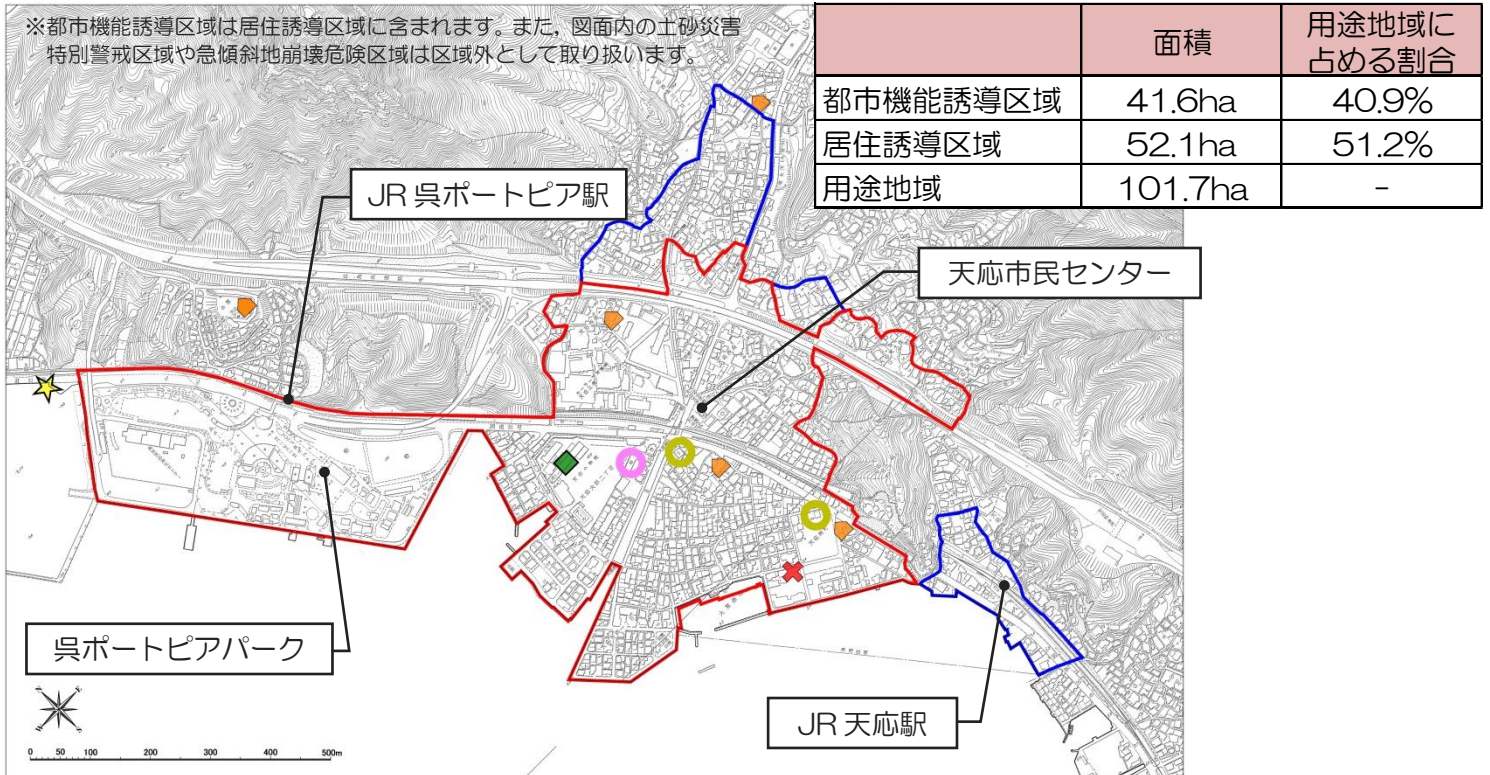 ※都市機能誘導区域は居住誘導区域に含まれます。また，図面内の土砂災害
特別警戒区域や急傾斜地崩壊危険区域は区域外として取り扱います。
面積
用途地域に
占める割合
都市機能誘導区域 41.6ha 40.9%
居住誘導区域 52.1ha 51.2%
用途地域 101.7ha -
JR 呉ポートピア駅
天応市民センター
呉ポートピアパーク
JR 天応駅
N
E
W
S
0 50 100 200 300 400 500m